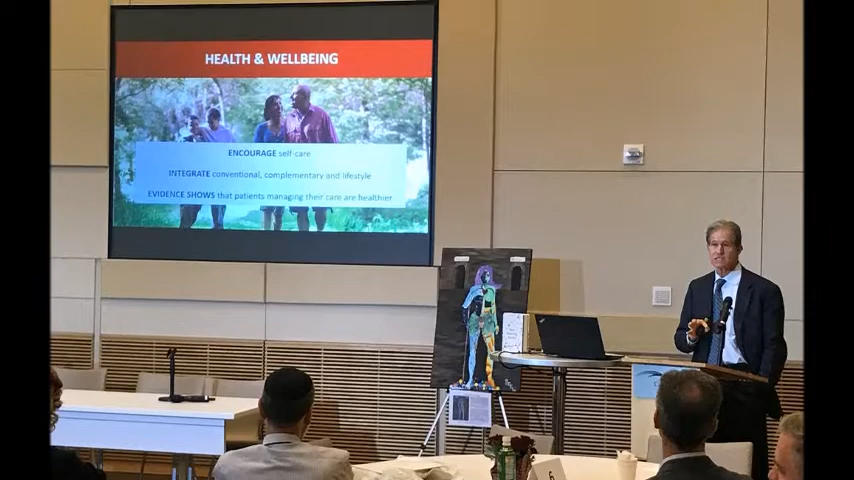 HEALTH & WELLBEING
ENCOURAGE self-care
INTEGRATE conventional, complementary and lifestyle
EVIDENCE SHOWS that patients managing their care are healthier
6